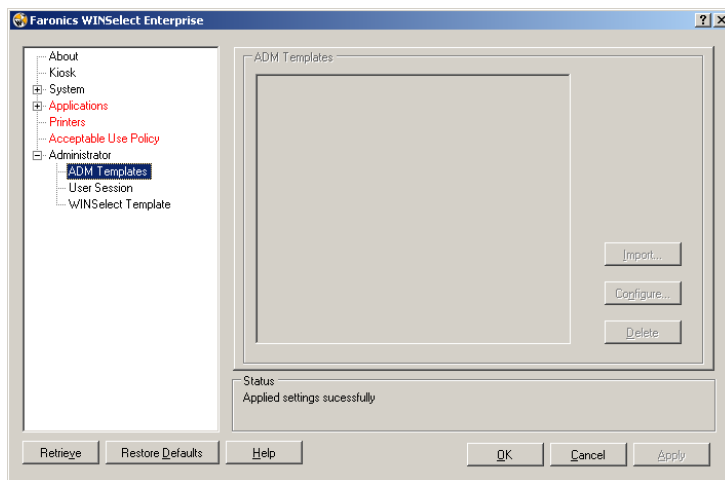 Faronics WINSelect Enterprise
About
Kiosk
System
Applications
Printers
Acceptable Use Policy
Administrator
ADM Templates
User Session
WINSelect Template
ADM Templates
Import...
Configure...
Delete
Status
Applied settings sucessfully
Retrieve
Restore Defaults
Help
OK
Cancel
Apply